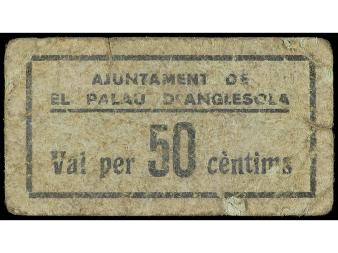 AJUNTAMENT DE
EL PALAU D'ANGLESOLA
Val per 50 cèntims